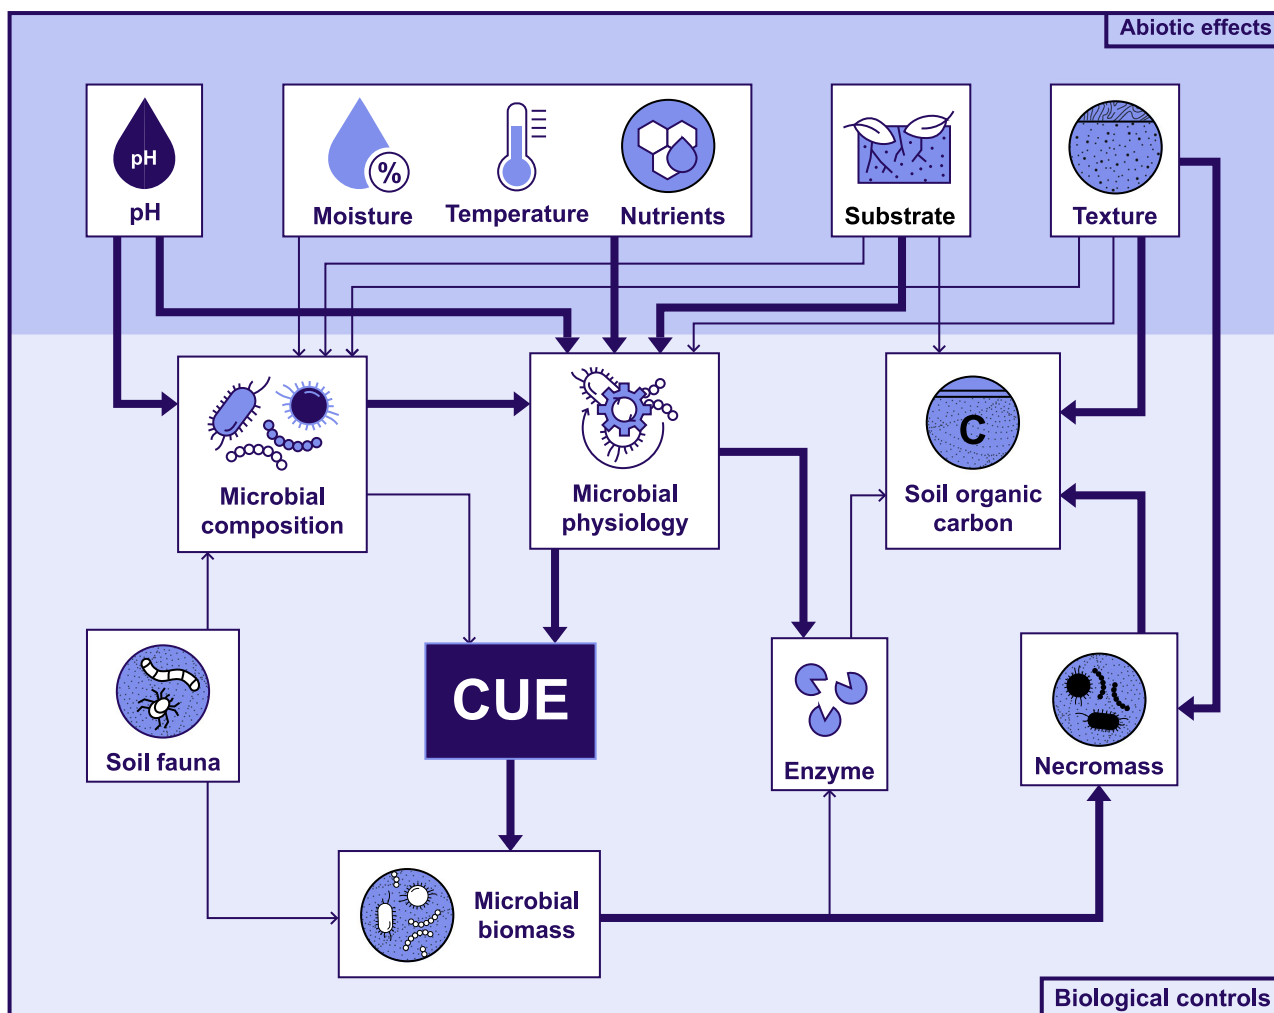 Abiotic effects
pH
pH
%
Moisture
Temperature
Nutrients
Substrate
Texture
Microbial
composition
Microbial
physiology
C
Soil organic
carbon
Soil fauna
CUE
Enzyme
Necromass
Microbial
biomass
Biological controls